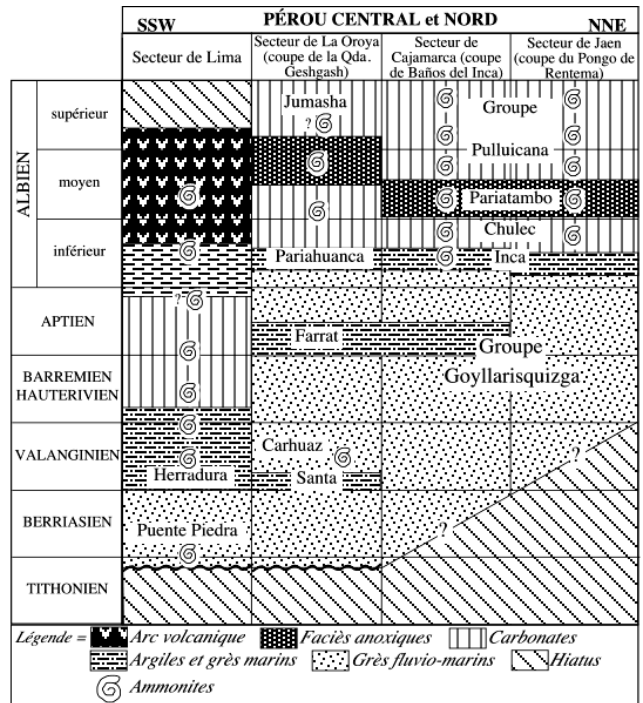 PÉROU CENTRAL et NORD
SSW
NNE
Secteur de Lima
Secteur de La Oroya
(coupe de la Qda.
Geshgash)
Secteur de
Cajamarca (coupe
de Baños del Inca)
Secteur de Jaen
(coupe du Pongo de
Rentema)
ALBIEN
supérieur
Jumasha
?
Groupe
Pulluicana
moyen
Pariatambo
Chulec
inférieur
Pariahuanca
Inca
?
APTIEN
Farrat
Groupe
BARREMIEN
HAUTERIVIEN
Goyllarisquizga
VALANGINIEN
Carhuaz
?
Herradura
Santa
BERRIASIEN
Puente Piedra
?
TITHONIEN
Légende = Arc volcanique Faciès anoxiques Carbonates
Argiles et grès marins Grès fluvio-marins Hiatus
Ammonites